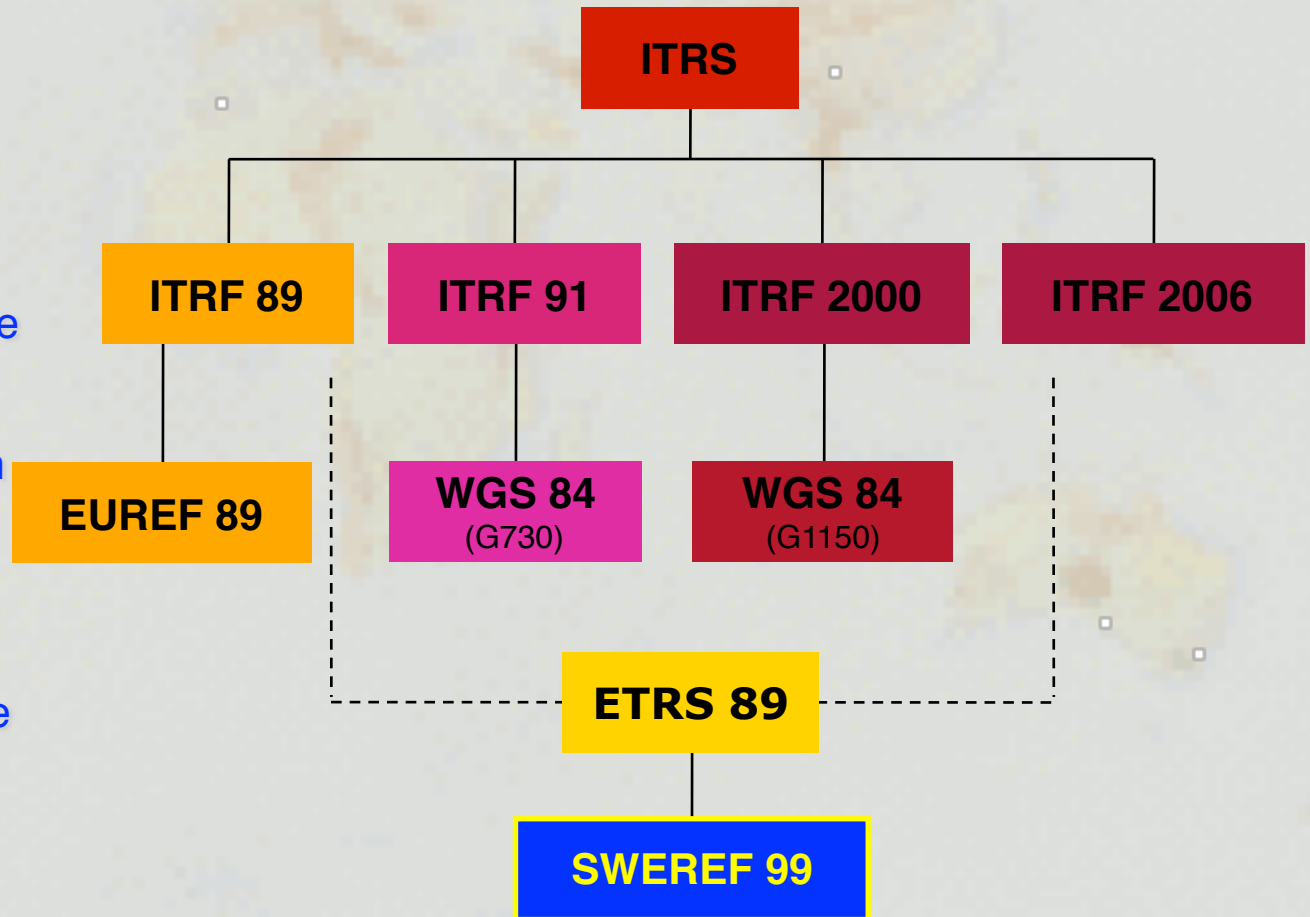 ITRS
ITRF 89
ITRF 91
ITRF 2000
ITRF 2006
EUREF 89
WGS 84
(G730)
WGS 84
(G1150)
ETRS 89
SWEREF 99